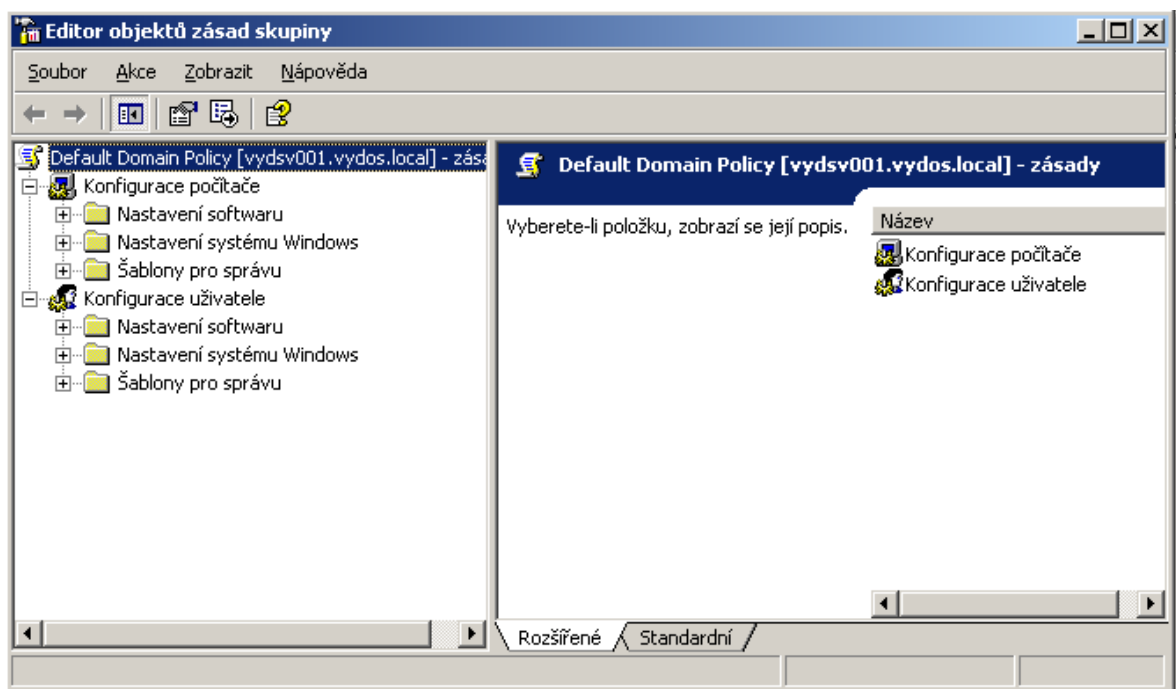 Editor objektů zásad skupiny
Soubor Akce Zobrazit Nápověda
Default Domain Policy [vydsv001.vydos.local] - zás
Konfigurace počítače
Nastavení softwaru
Nastavení systému Windows
Šablony pro správu
Konfigurace uživatele
Nastavení softwaru
Nastavení systému Windows
Šablony pro správu
Default Domain Policy [vydsv001.vydos.local] - zásady
Vyberete-li položku, zobrazí se její popis.
Název
Konfigurace počítače
Konfigurace uživatele
Rozšířené Standardní